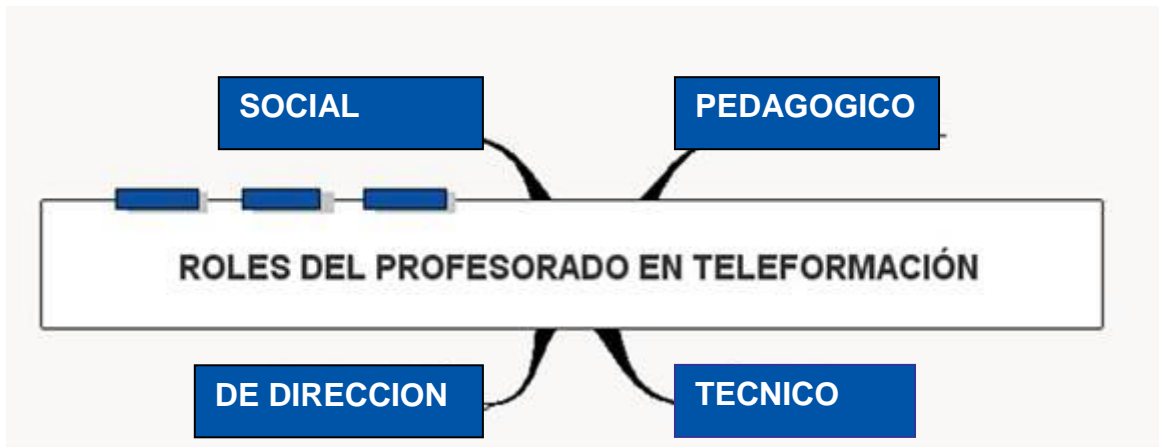 SOCIAL
PEDAGOGICO
ROLES DEL PROFESORADO EN TELEFORMACIÓN
DE DIRECCION
TECNICO